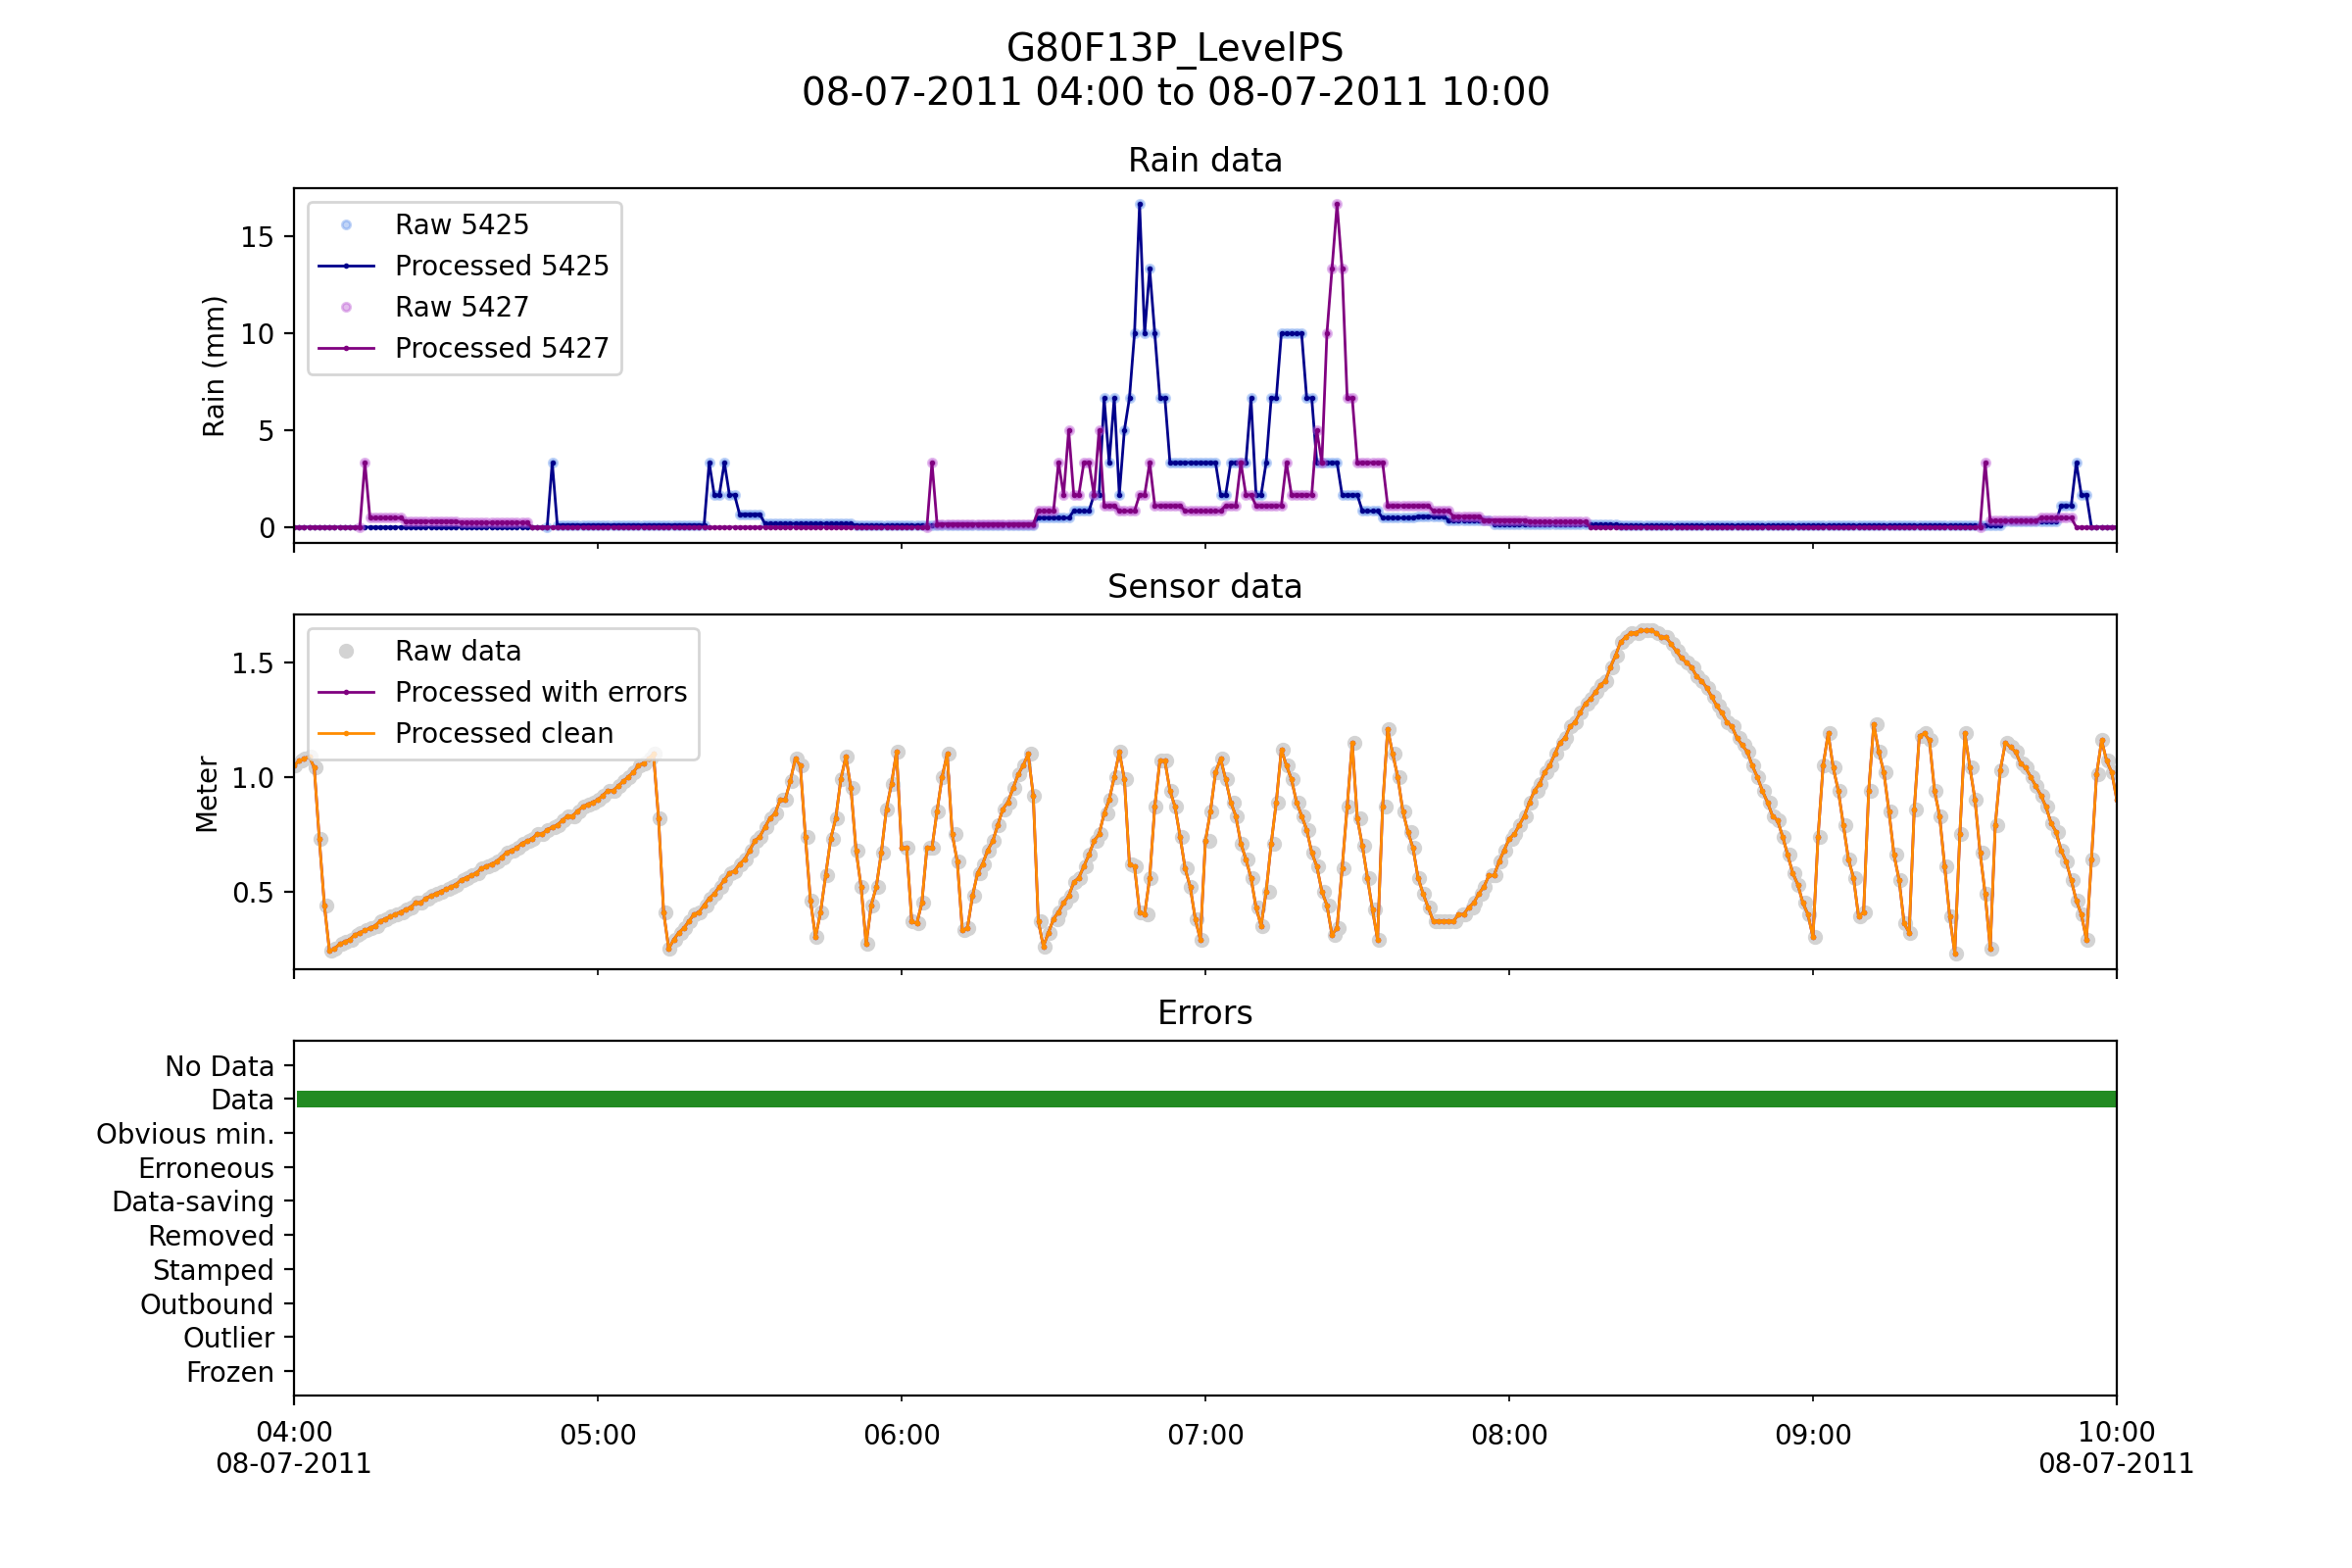 G80F13P_LevelPS
08-07-2011 04:00 to 08-07-2011 10:00
Rain data
Rain (mm)
15
10
5
0
Raw 5425
Processed 5425
Raw 5427
Processed 5427
Sensor data
Meter
1.5
1.0
0.5
Raw data
Processed with errors
Processed clean
Errors
No Data
Data
Obvious min.
Erroneous
Data-saving
Removed
Stamped
Outbound
Outlier
Frozen
04:00 05:00 06:00 07:00 08:00 09:00 10:00
08-07-2011 08-07-2011